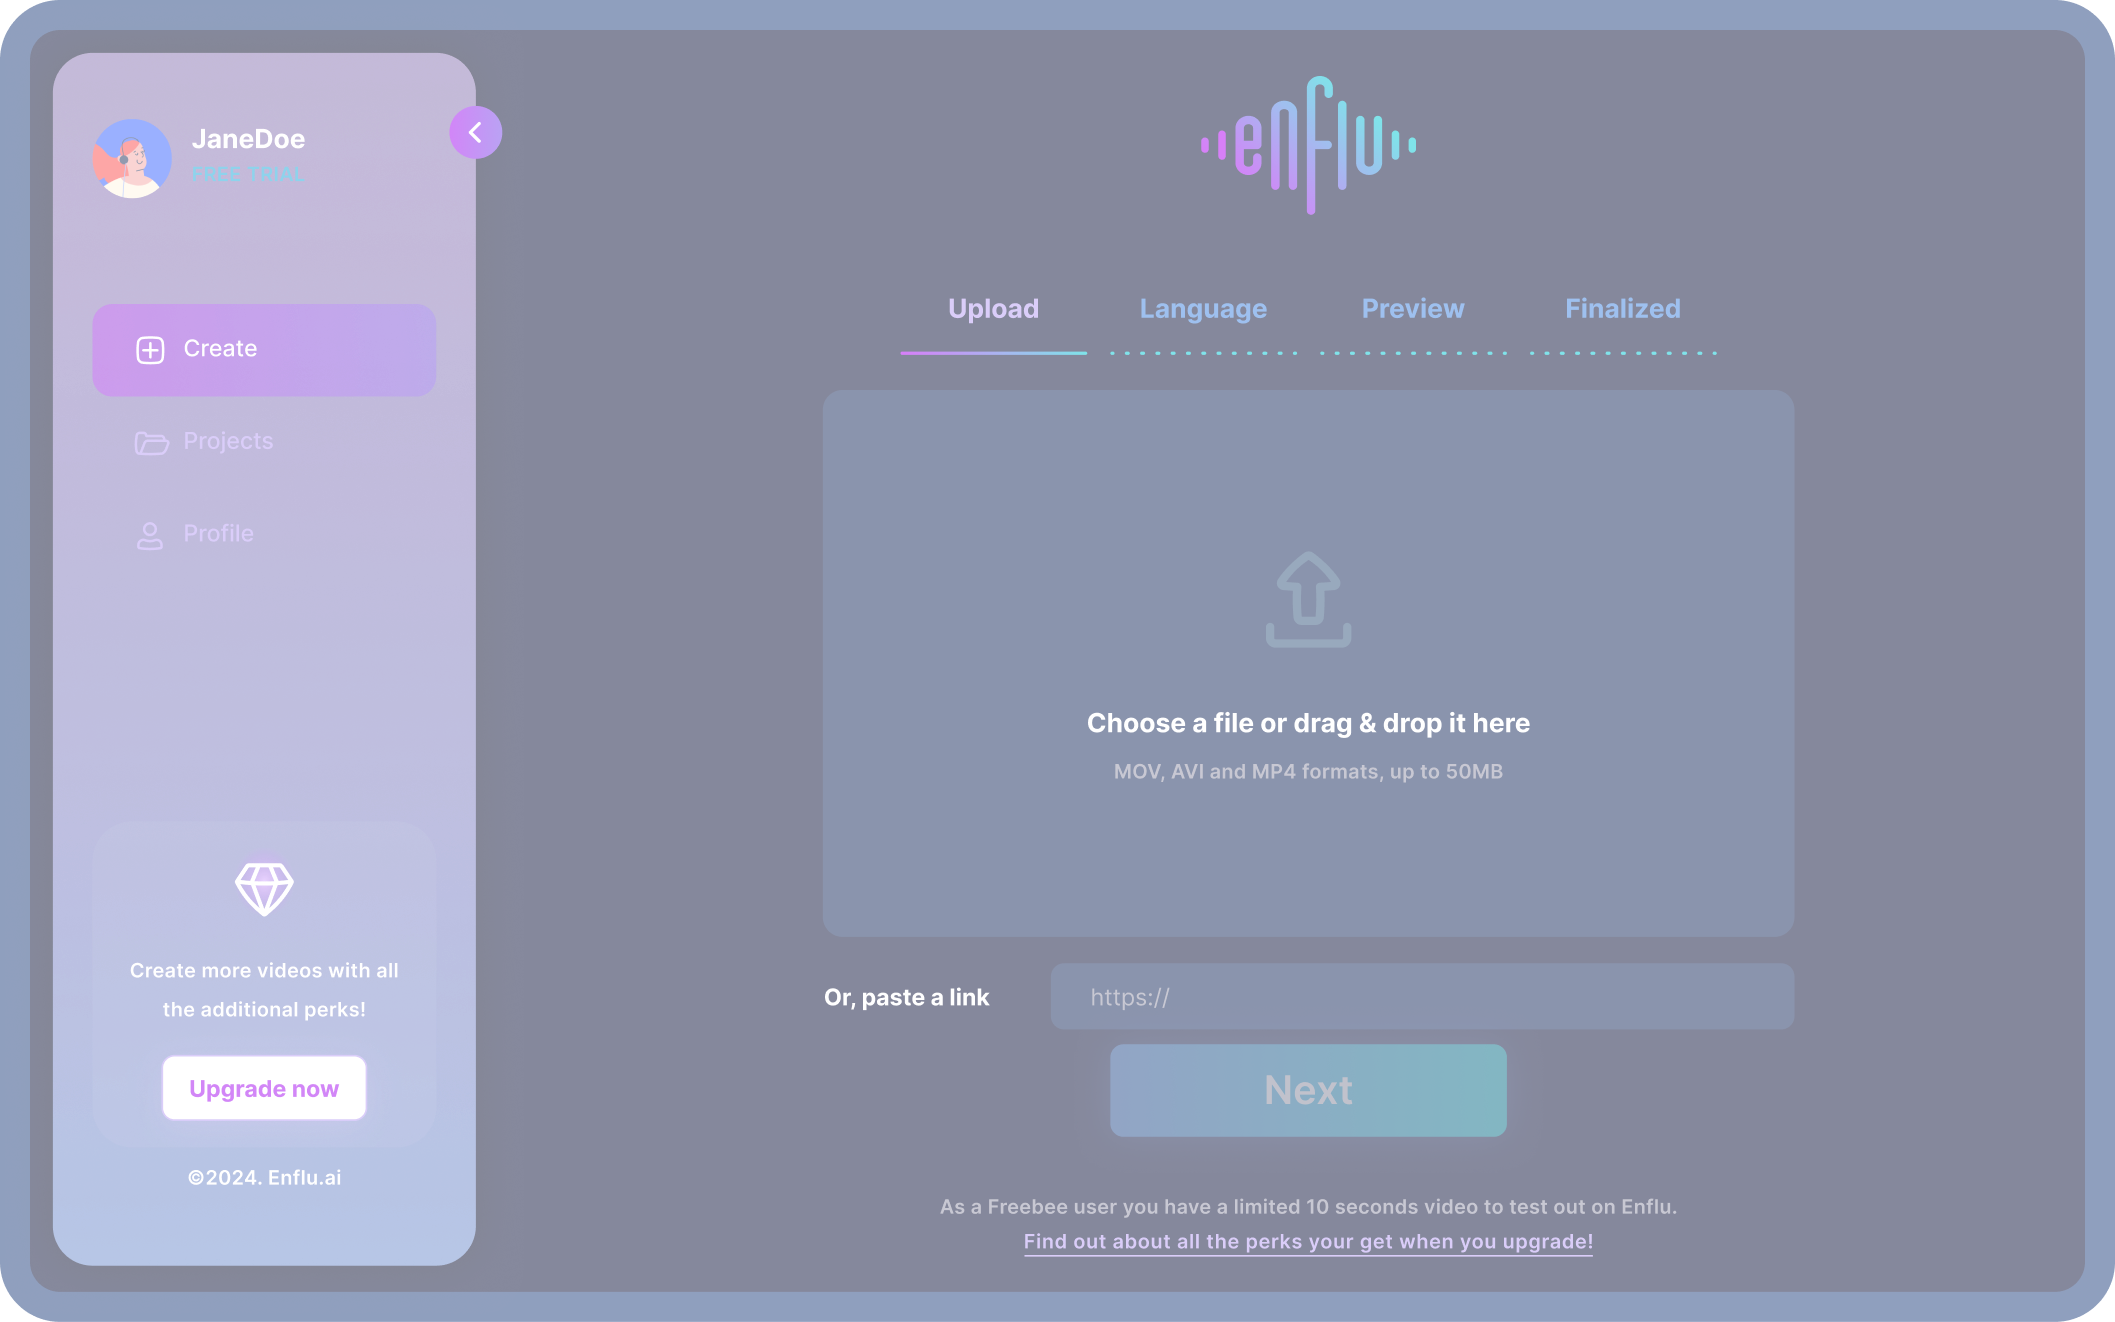 JaneDoe
FREE TRIAL
Create
Projects
Profile
Create more videos with all
the additional perks!
Upgrade now
©2024. Enflu.ai
enflu
Upload
Language
Preview
Finalized
Choose a file or drag & drop it here
MOV, AVI and MP4 formats, up to 50MB
Or, paste a link
https://
Next
As a Freebee user you have a limited 10 seconds video to test out on Enflu.
Find out about all the perks your get when you upgrade!